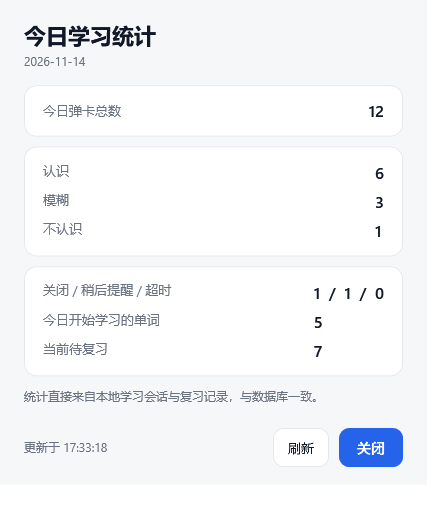 今日学习统计
2026-11-14
今日弹卡总数 12
认识 6
模糊 3
不认识 1
关闭 / 稍后提醒 / 超时 1 / 1 / 0
今日开始学习的单词 5
当前待复习 7
统计直接来自本地学习会话与复习记录，与数据库一致。
更新于 17:33:18 刷新 关闭